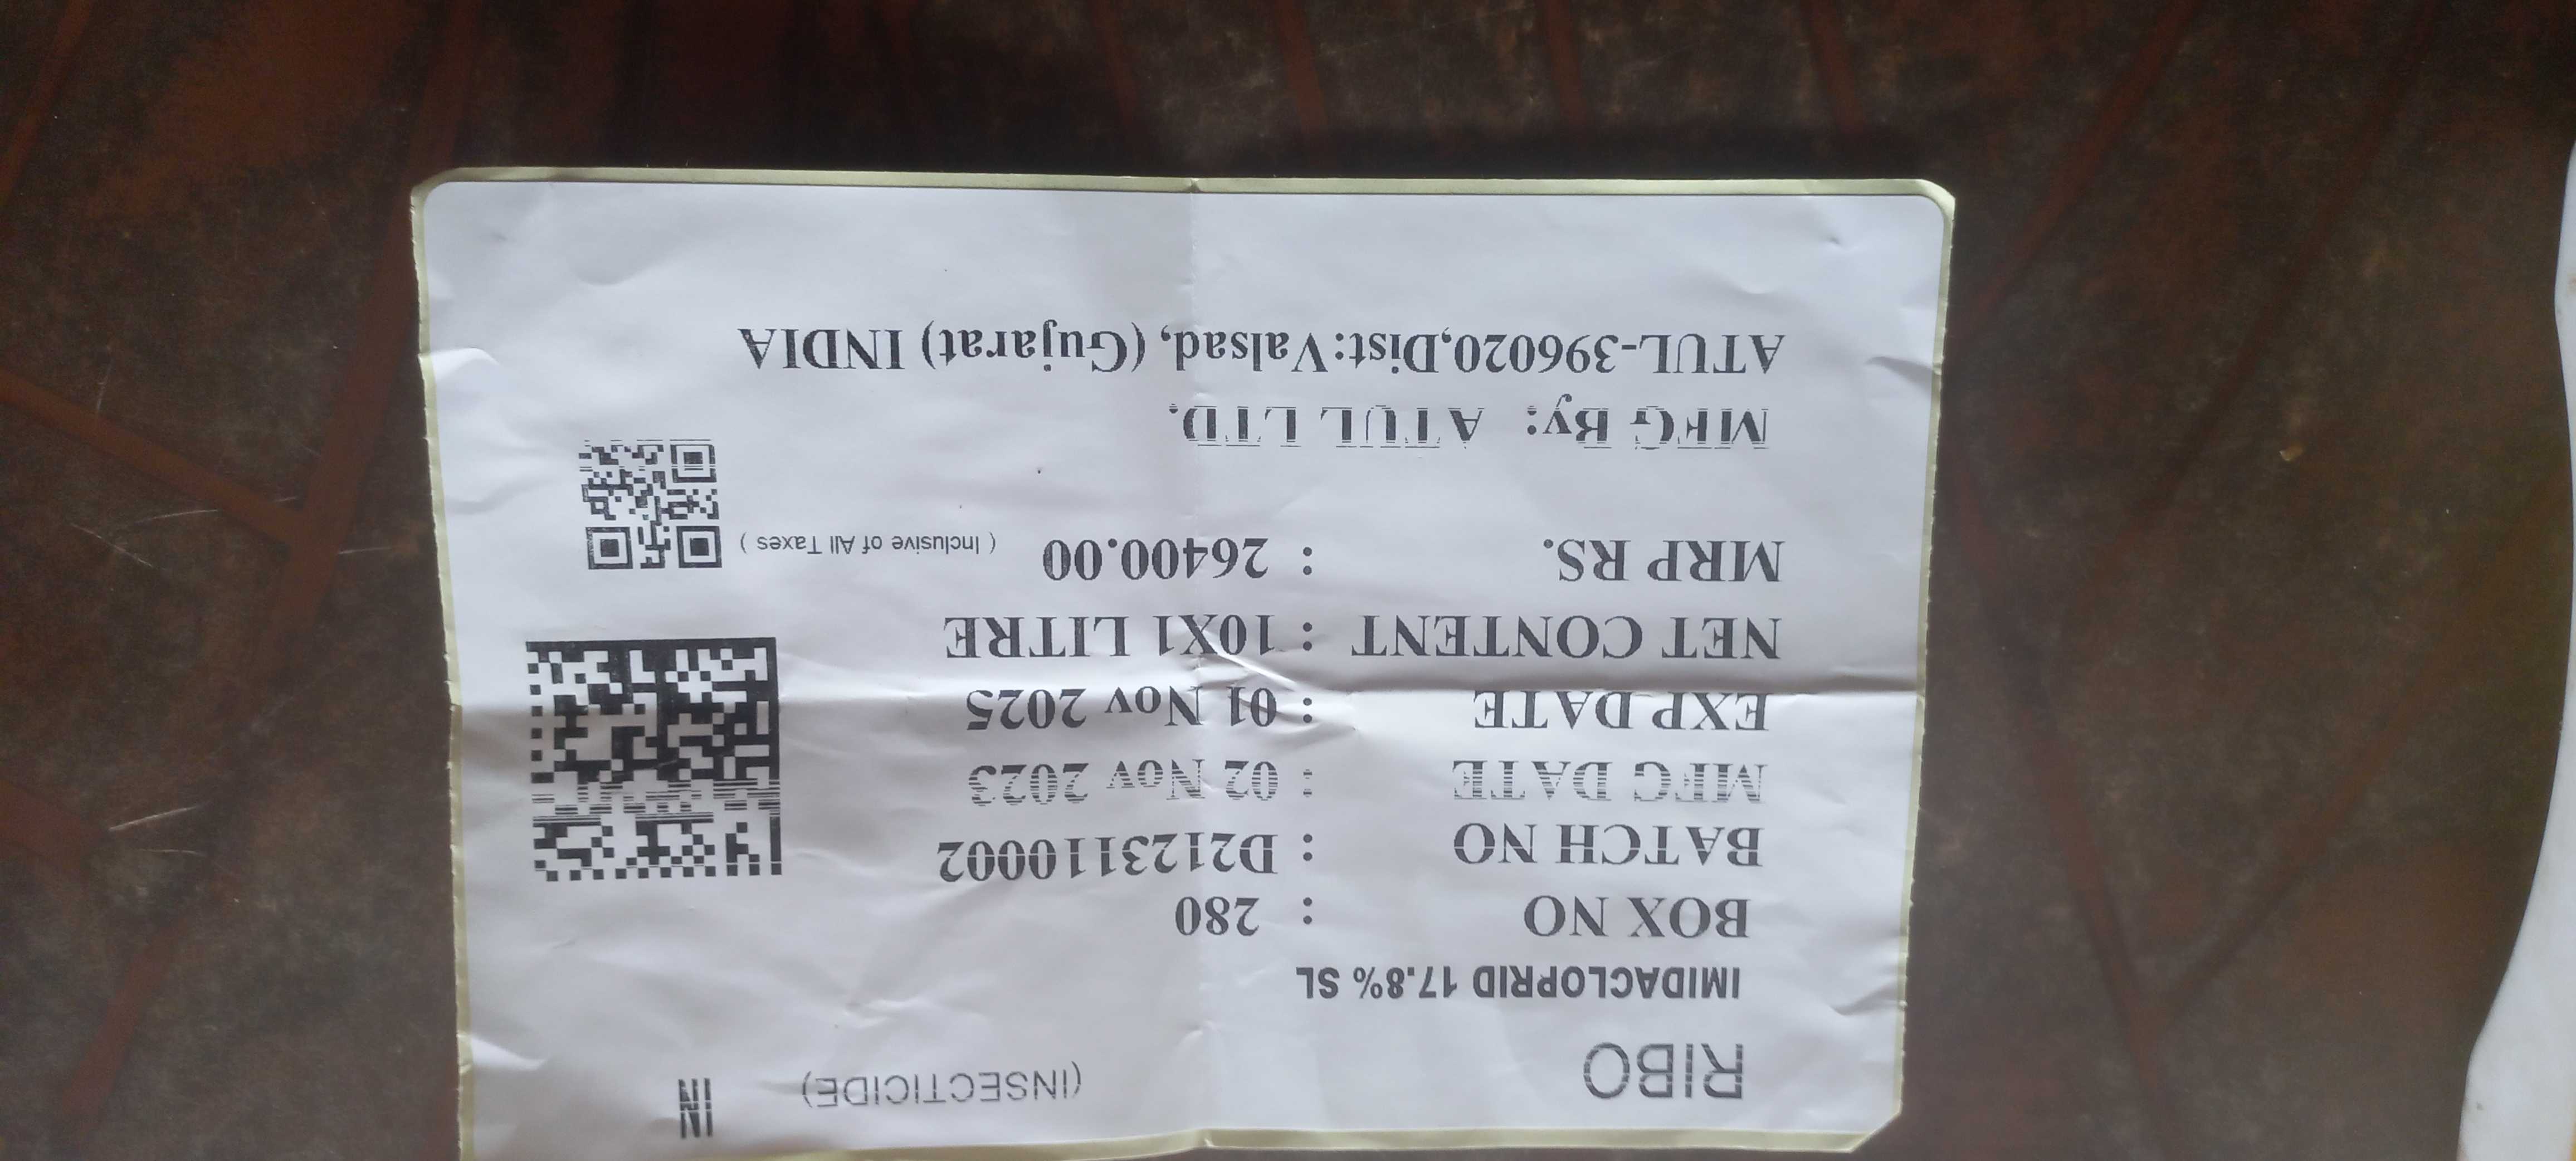 RIBO (INSECTICIDE) IN
IMIDACLOPRID 17.8% SL
BOX NO : 280
BATCH NO : D2123110002
MFG DATE : 02 Nov 2023
EXP DATE : 01 Nov 2025
NET CONTENT : 10X1 LITRE
MRP RS. : 26400.00 ( Inclusive of All Taxes )
MFG By: ATUL LTD.
ATUL-396020,Dist:Valsad, (Gujarat) INDIA